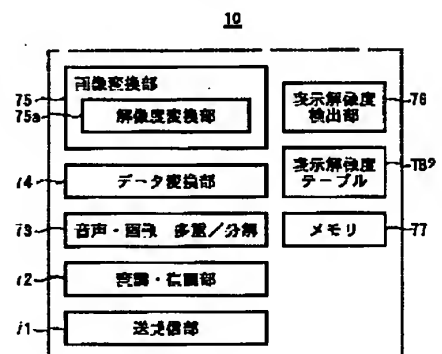 10
画像変換部
75
75a
解像度変換部
表示解像度
検出部
76
74
データ変換部
表示解像度
テーブル
TB9
73
音声・画像 多重/分解
メモリ
77
72
変調・復調部
71
送受信部